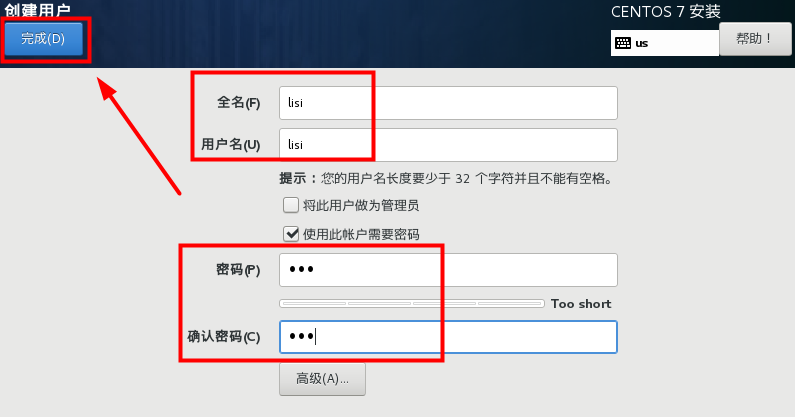 创建用户
CENTOS 7 安装
完成(D)
us
帮助！
全名(F)
lisi
用户名(U)
lisi
提示：您的用户名长度要少于 32 个字符并且不能有空格。
将此用户做为管理员
使用此帐户需要密码
密码(P)
•••
Too short
确认密码(C)
•••
高级(A)...